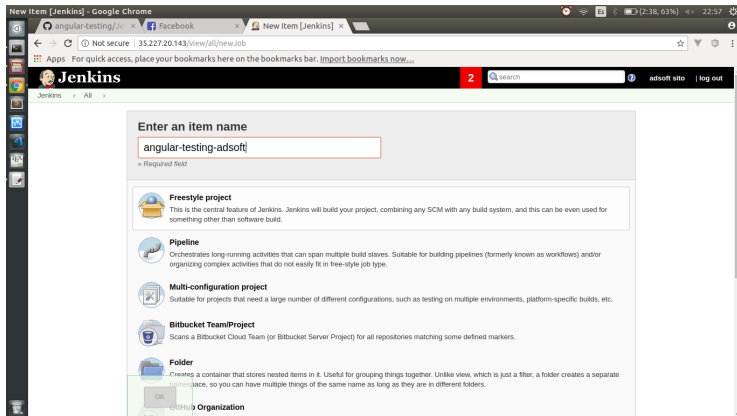 New Item [Jenkins] - Google Chrome
Es (2:38, 63%) 22:57
angular-testing/Je × Facebook × New Item [Jenkins] ×
Not secure | 35.227.20.143/view/all/newJob
Apps For quick access, place your bookmarks here on the bookmarks bar. Import bookmarks now...
Jenkins 2 search adsoft sito | log out
Jenkins All
Enter an item name
angular-testing-adsoft
» Required field
Freestyle project
This is the central feature of Jenkins. Jenkins will build your project, combining any SCM with any build system, and this can be even used for
something other than software build.
Pipeline
Orchestrates long-running activities that can span multiple build slaves. Suitable for building pipelines (formerly known as workflows) and/or
organizing complex activities that do not easily fit in free-style job type.
Multi-configuration project
Suitable for projects that need a large number of different configurations, such as testing on multiple environments, platform-specific builds, etc.
Bitbucket Team/Project
Scans a Bitbucket Cloud Team (or Bitbucket Server Project) for all repositories matching some defined markers.
Folder
Creates a container that stores nested items in it. Useful for grouping things together. Unlike view, which is just a filter, a folder creates a separate
namespace, so you can have multiple things of the same name as long as they are in different folders.
OK
GitHub Organization